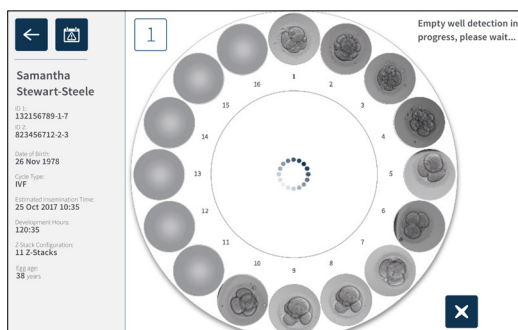 1
Empty well detection in
progress, please wait...
Samantha
Stewart-Steele
ID 1:
132156789-1-7
ID 2:
823456712-2-3
Date of Birth:
26 Nov 1978
Cycle Type:
IVF
Estimated Insemination Time:
25 Oct 2017 10:35
Development Hours:
120:35
Z-Stack Configuration:
11 Z-Stacks
Egg age:
38 years
1
2
3
4
5
6
7
8
9
10
11
12
13
14
15
16